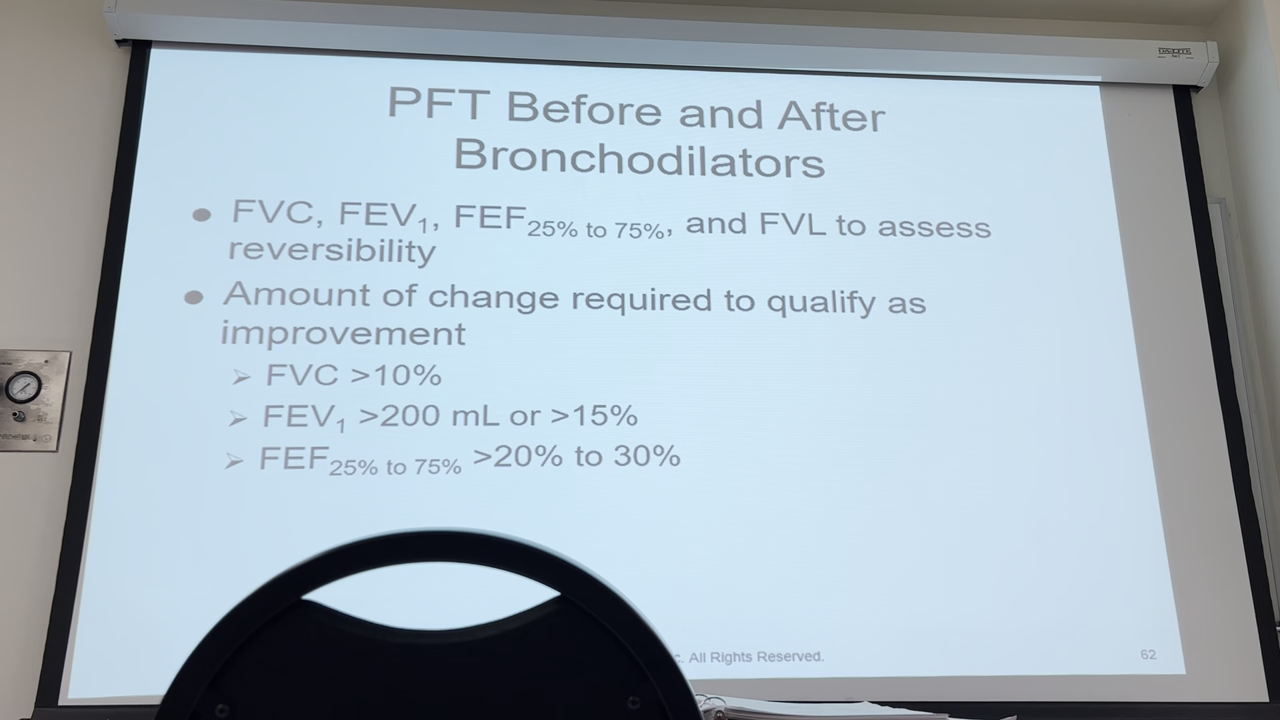 PFT Before and After
Bronchodilators
● FVC, FEV₁, FEF₂₅% to ₇₅%, and FVL to assess
reversibility
● Amount of change required to qualify as
improvement
➢ FVC >10%
➢ FEV₁ >200 mL or >15%
➢ FEF₂₅% to ₇₅% >20% to 30%
All Rights Reserved.
62
DA-LITE